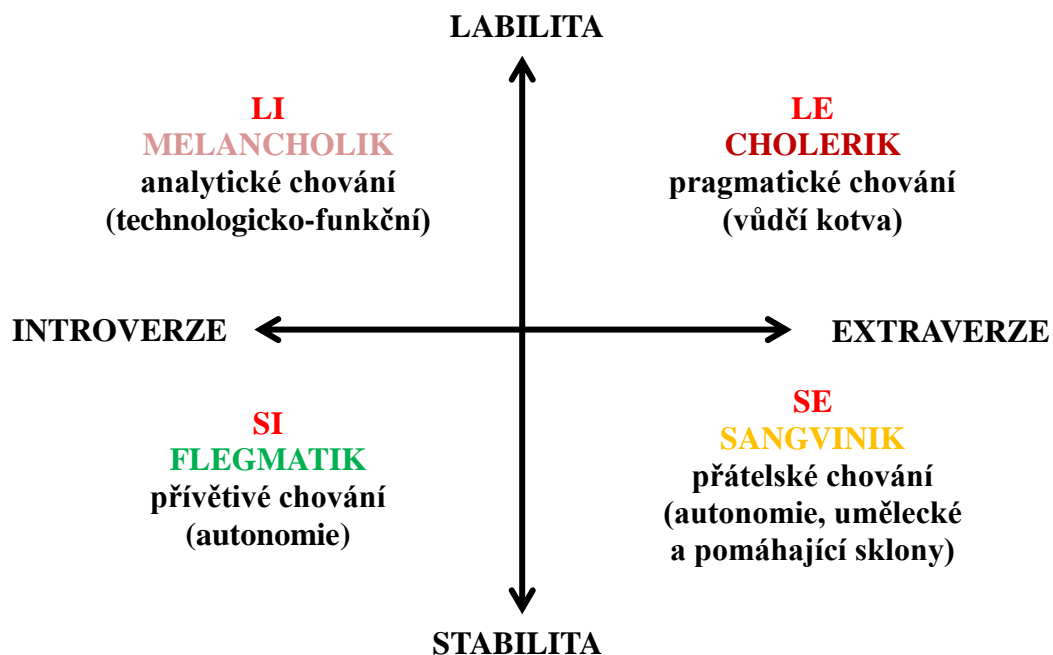 LABILITA
LI
MELANCHOLIK
analytické chování
(technologicko-funkční)
LE
CHOLERIK
pragmatické chování
(vůdčí kotva)
INTROVERZE
EXTRAVERZE
SI
FLEGMATIK
přívětivé chování
(autonomie)
SE
SANGVINIK
přátelské chování
(autonomie, umělecké
a pomáhající sklony)
STABILITA